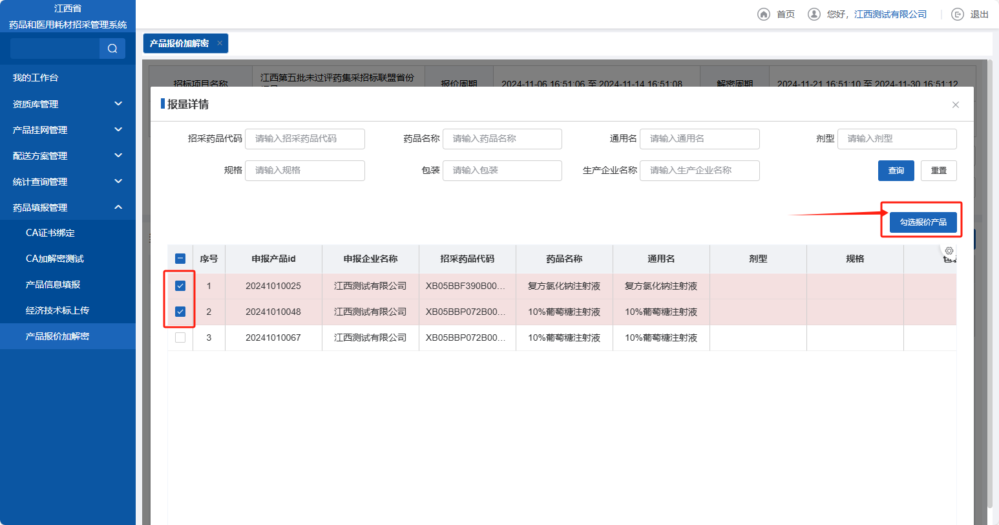 江西省
药品和医用耗材招采管理系统
首页
您好，江西测试有限公司
退出
产品报价加解密
我的工作台
资质库管理
产品挂网管理
配送方案管理
统计查询管理
药品填报管理
CA证书绑定
CA加解密测试
产品信息填报
经济技术标上传
产品报价加解密
招标项目名称
江西第五批未过评药集采招标联盟省份
报价周期
2024-11-06 16:51:06 至 2024-11-14 16:51:08
解密周期
2024-11-21 16:51:10 至 2024-11-30 16:51:12
报量详情
招采药品代码 请输入招采药品代码
药品名称 请输入药品名称
通用名 请输入通用名
剂型 请输入剂型
规格 请输入规格
包装 请输入包装
生产企业名称 请输入生产企业名称
查询
重置
勾选报价产品
序号 申报产品id 申报企业名称 招采药品代码 药品名称 通用名 剂型 规格
1 20241010025 江西测试有限公司 XB05BBF390B00... 复方氯化钠注射液 复方氯化钠注射液
2 20241010048 江西测试有限公司 XB05BBP072B00... 10%葡萄糖注射液 10%葡萄糖注射液
3 20241010067 江西测试有限公司 XB05BBP072B00... 10%葡萄糖注射液 10%葡萄糖注射液